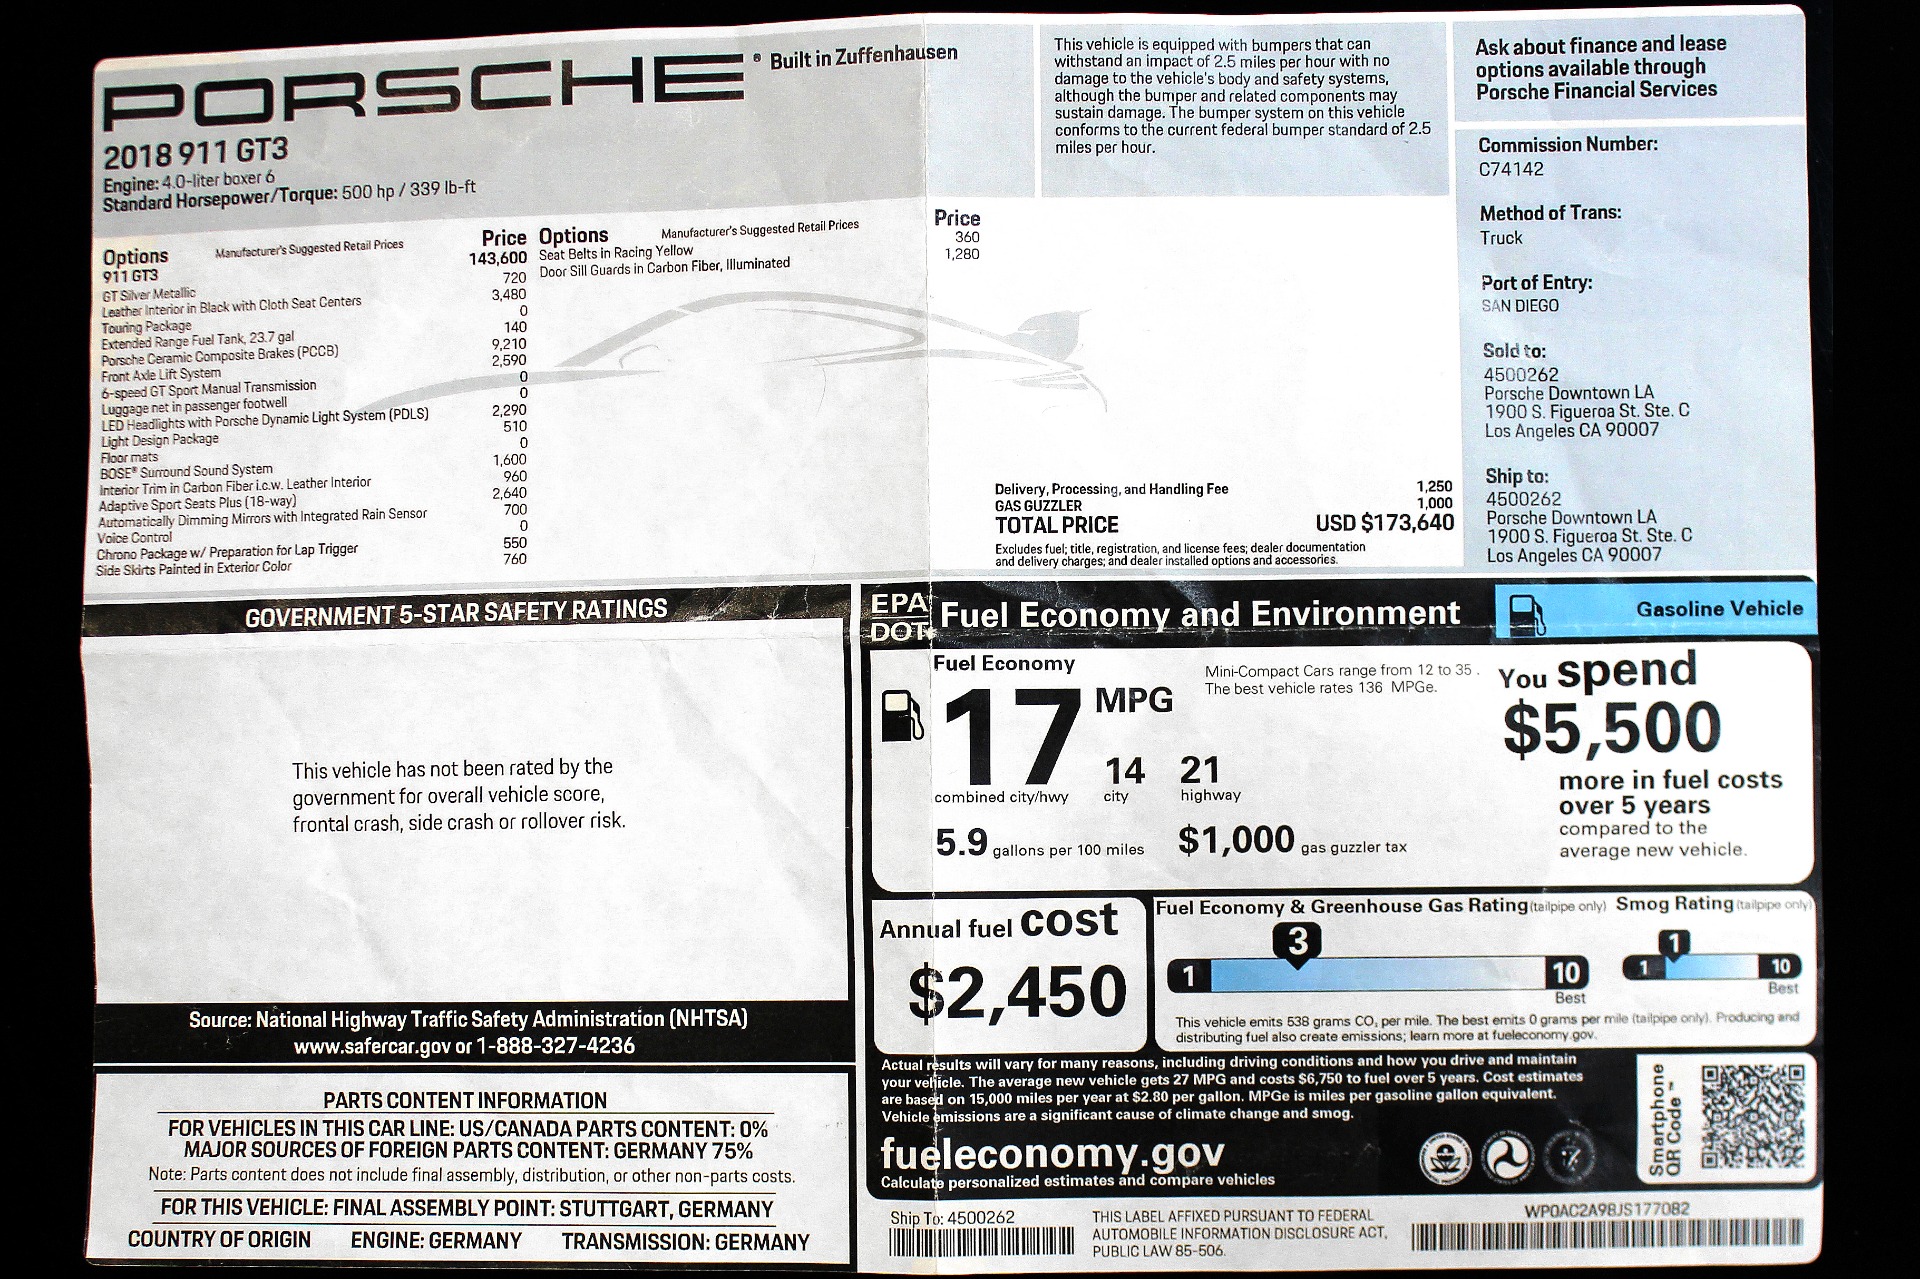 PORSCHE® Built in Zuffenhausen
2018 911 GT3
Engine: 4.0-liter boxer 6
Standard Horsepower/Torque: 500 hp / 339 lb-ft
This vehicle is equipped with bumpers that can
withstand an impact of 2.5 miles per hour with no
damage to the vehicle's body and safety systems,
although the bumper and related components may
sustain damage. The bumper system on this vehicle
conforms to the current federal bumper standard of 2.5
miles per hour.
Ask about finance and lease
options available through
Porsche Financial Services
Commission Number:
C74142
Method of Trans:
Truck
Port of Entry:
SAN DIEGO
Sold to:
4500262
Porsche Downtown LA
1900 S. Figueroa St. Ste. C
Los Angeles CA 90007
Ship to:
4500262
Porsche Downtown LA
1900 S. Figueroa St. Ste. C
Los Angeles CA 90007
Options Manufacturer's Suggested Retail Prices Price
911 GT3 143,600
GT Silver Metallic 720
Leather Interior in Black with Cloth Seat Centers 3,480
Touring Package 0
Extended Range Fuel Tank, 23.7 gal 140
Porsche Ceramic Composite Brakes (PCCB) 9,210
Front Axle Lift System 2,590
6-speed GT Sport Manual Transmission 0
Luggage net in passenger footwell 0
LED Headlights with Porsche Dynamic Light System (PDLS) 2,290
Light Design Package 510
Floor mats 0
BOSE® Surround Sound System 1,600
Interior Trim in Carbon Fiber i.c.w. Leather Interior 960
Adaptive Sport Seats Plus (18-way) 2,640
Automatically Dimming Mirrors with Integrated Rain Sensor 700
Voice Control 0
Chrono Package w/ Preparation for Lap Trigger 550
Side Skirts Painted in Exterior Color 760
Options Manufacturer's Suggested Retail Prices Price
Seat Belts in Racing Yellow 360
Door Sill Guards in Carbon Fiber, Illuminated 1,280
Delivery, Processing, and Handling Fee 1,250
GAS GUZZLER 1,000
TOTAL PRICE USD $173,640
Excludes fuel; title, registration, and license fees; dealer documentation
and delivery charges; and dealer installed options and accessories.
GOVERNMENT 5-STAR SAFETY RATINGS
This vehicle has not been rated by the
government for overall vehicle score,
frontal crash, side crash or rollover risk.
Source: National Highway Traffic Safety Administration (NHTSA)
www.safercar.gov or 1-888-327-4236
PARTS CONTENT INFORMATION
FOR VEHICLES IN THIS CAR LINE: US/CANADA PARTS CONTENT: 0%
MAJOR SOURCES OF FOREIGN PARTS CONTENT: GERMANY 75%
Note: Parts content does not include final assembly, distribution, or other non-parts costs.
FOR THIS VEHICLE: FINAL ASSEMBLY POINT: STUTTGART, GERMANY
COUNTRY OF ORIGIN ENGINE: GERMANY TRANSMISSION: GERMANY
EPA
DOT
Fuel Economy and Environment
Gasoline Vehicle
Fuel Economy
17 MPG
combined city/hwy
14
city
21
highway
5.9 gallons per 100 miles
$1,000 gas guzzler tax
Mini-Compact Cars range from 12 to 35 .
The best vehicle rates 136 MPGe.
You spend
$5,500
more in fuel costs
over 5 years
compared to the
average new vehicle.
Annual fuel cost
$2,450
Fuel Economy & Greenhouse Gas Rating (tailpipe only)
3
1 10
Best
Smog Rating (tailpipe only)
1
1 10
Best
This vehicle emits 538 grams CO2 per mile. The best emits 0 grams per mile (tailpipe only). Producing and
distributing fuel also create emissions; learn more at fueleconomy.gov.
Actual results will vary for many reasons, including driving conditions and how you drive and maintain
your vehicle. The average new vehicle gets 27 MPG and costs $6,750 to fuel over 5 years. Cost estimates
are based on 15,000 miles per year at $2.80 per gallon. MPGe is miles per gasoline gallon equivalent.
Vehicle emissions are a significant cause of climate change and smog.
fueleconomy.gov
Calculate personalized estimates and compare vehicles
Smartphone
QR Code™
Ship To: 4500262
THIS LABEL AFFIXED PURSUANT TO FEDERAL
AUTOMOBILE INFORMATION DISCLOSURE ACT,
PUBLIC LAW 85-506.
WP0AC2A98JS177082